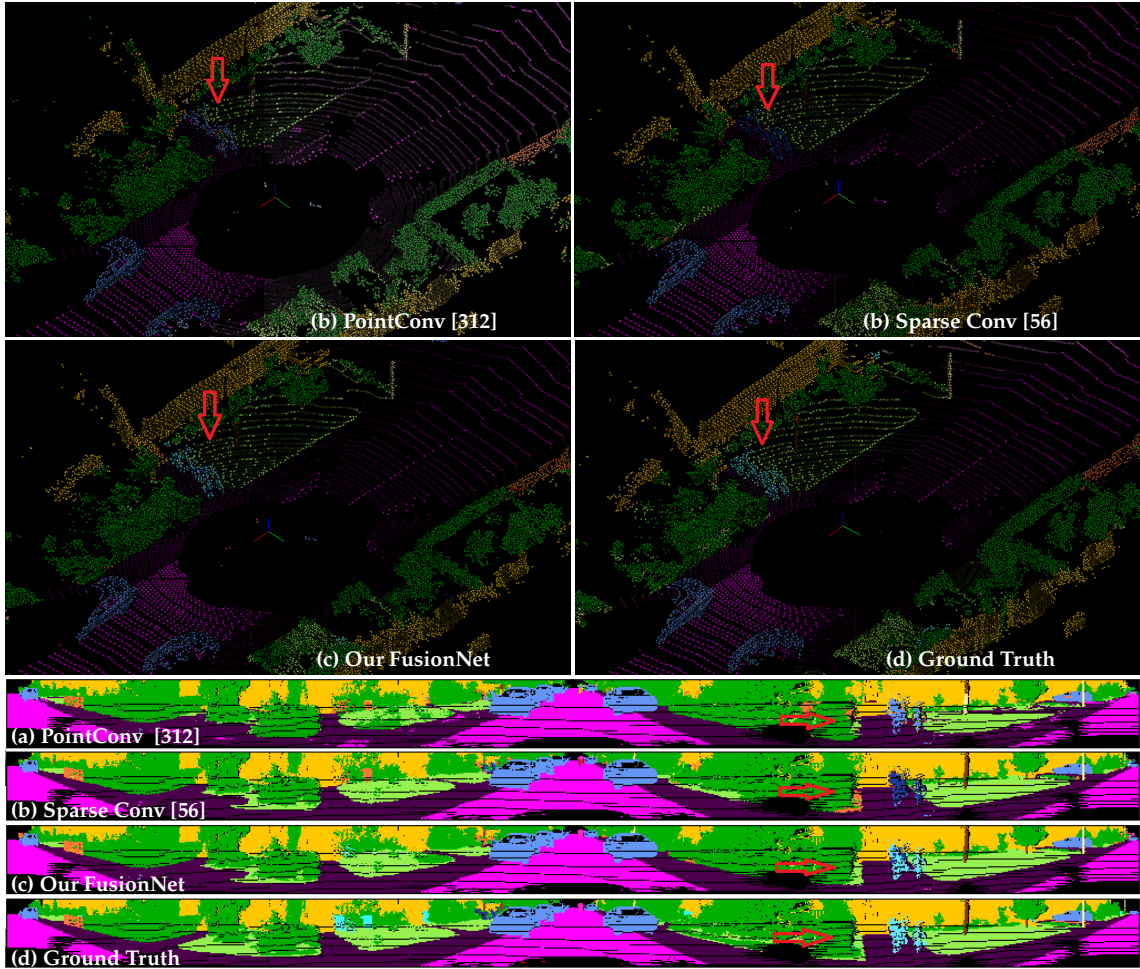 (b) PointConv [312]
(b) Sparse Conv [56]
(c) Our FusionNet
(d) Ground Truth
(a) PointConv [312]
(b) Sparse Conv [56]
(c) Our FusionNet
(d) Ground Truth